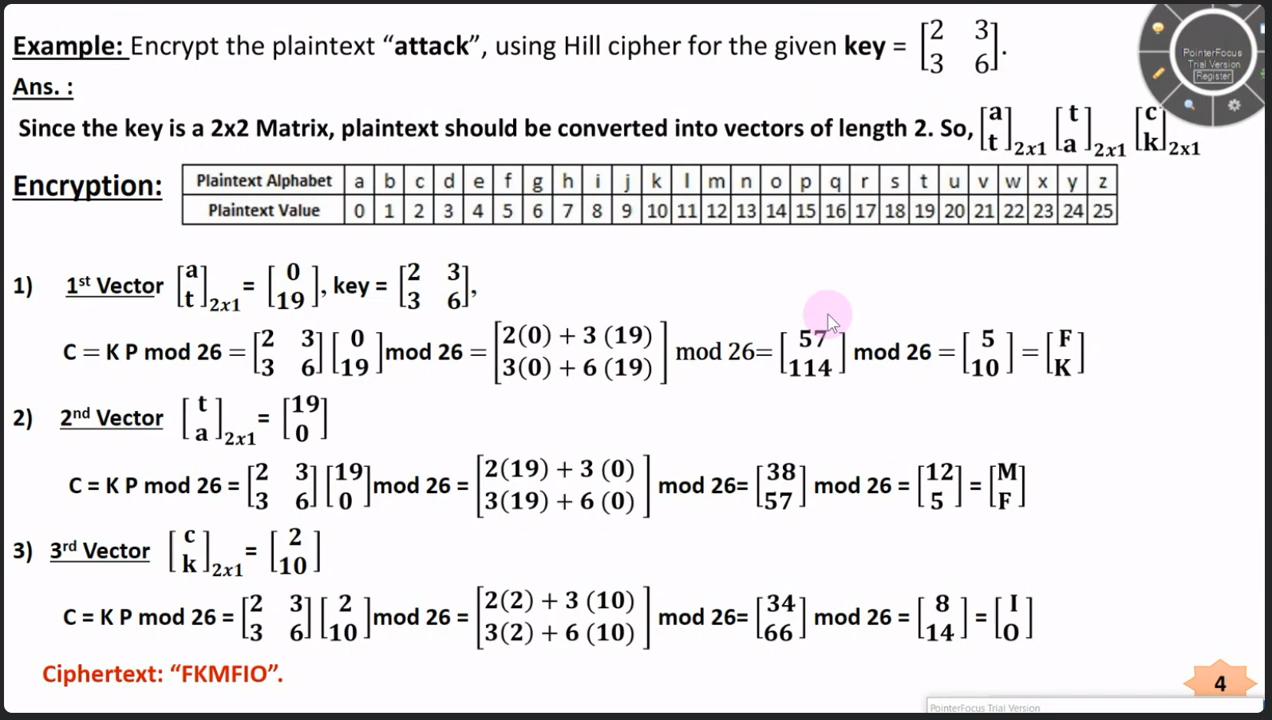 Example: Encrypt the plaintext “attack”, using Hill cipher for the given key = [2 3; 3 6].
Ans. :
Since the key is a 2x2 Matrix, plaintext should be converted into vectors of length 2. So, [a; t]2x1 [t; a]2x1 [c; k]2x1
Encryption:
Plaintext Alphabet a b c d e f g h i j k l m n o p q r s t u v w x y z
Plaintext Value 0 1 2 3 4 5 6 7 8 9 10 11 12 13 14 15 16 17 18 19 20 21 22 23 24 25
1) 1st Vector [a; t]2x1 = [0; 19], key = [2 3; 3 6],
C = K P mod 26 = [2 3; 3 6] [0; 19] mod 26 = [2(0) + 3 (19); 3(0) + 6 (19)] mod 26= [57; 114] mod 26 = [5; 10] = [F; K]
2) 2nd Vector [t; a]2x1 = [19; 0]
C = K P mod 26 = [2 3; 3 6] [19; 0] mod 26 = [2(19) + 3 (0); 3(19) + 6 (0)] mod 26= [38; 57] mod 26 = [12; 5] = [M; F]
3) 3rd Vector [c; k]2x1 = [2; 10]
C = K P mod 26 = [2 3; 3 6] [2; 10] mod 26 = [2(2) + 3 (10); 3(2) + 6 (10)] mod 26= [34; 66] mod 26 = [8; 14] = [I; O]
Ciphertext: “FKMFIO”.
4
PointerFocus
Trial Version
Register
PointerFocus Trial Version